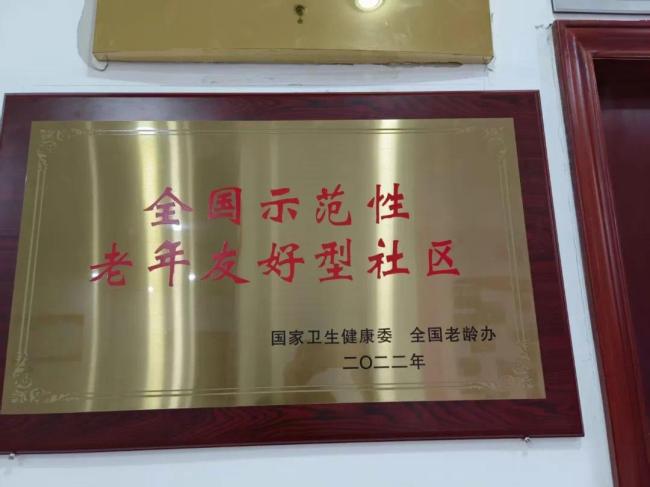 全国示范性
老年友好型社区
国家卫生健康委 全国老龄办
二〇二二年